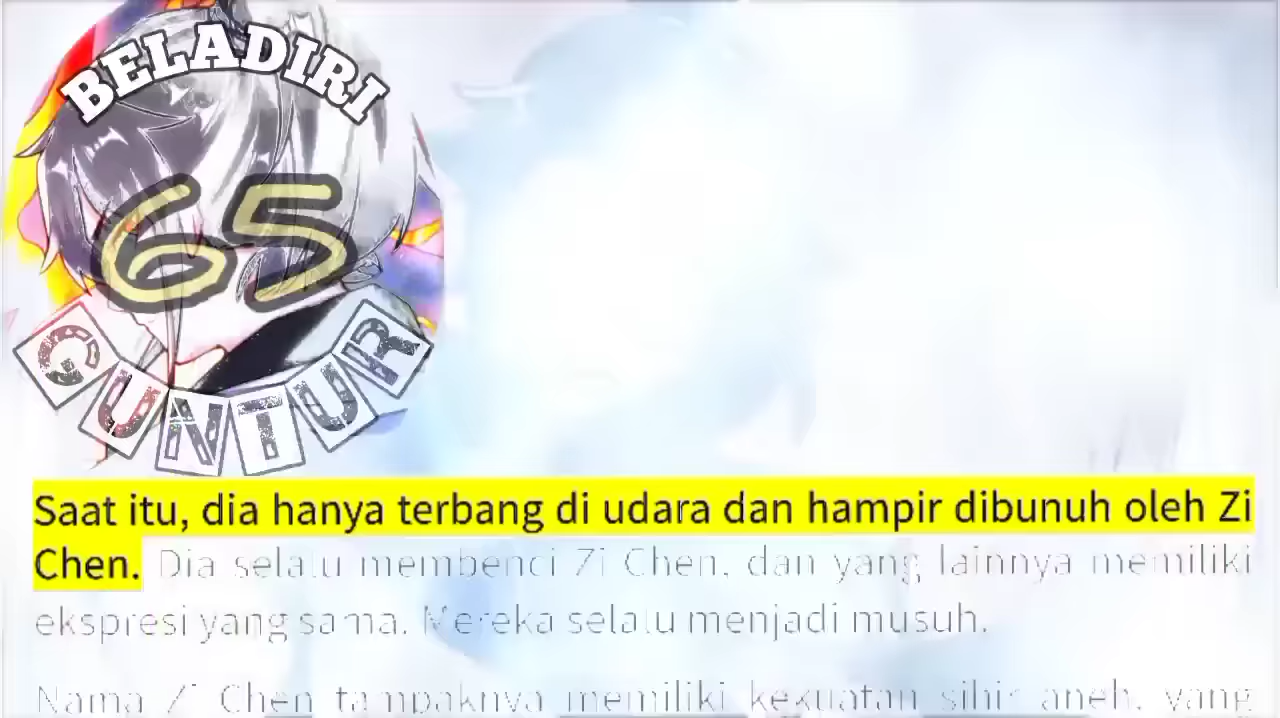 BELADIRI
65
GUNTUR
Saat itu, dia hanya terbang di udara dan hampir dibunuh oleh Zi
Chen. Dia selalu membenci Zi Chen, dan yang lainnya memiliki
ekspresi yang sama. Mereka selalu menjadi musuh.
Nama Zi Chen tampaknya memiliki kekuatan sihir aneh, yang